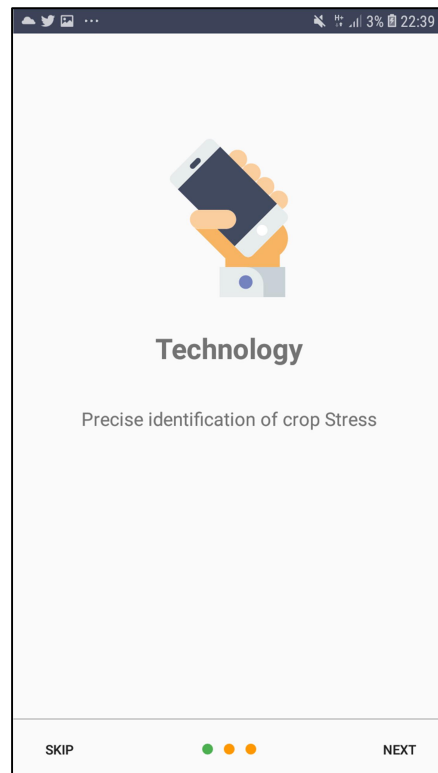 ... H+ 3% 22:39
Technology
Precise identification of crop Stress
SKIP NEXT